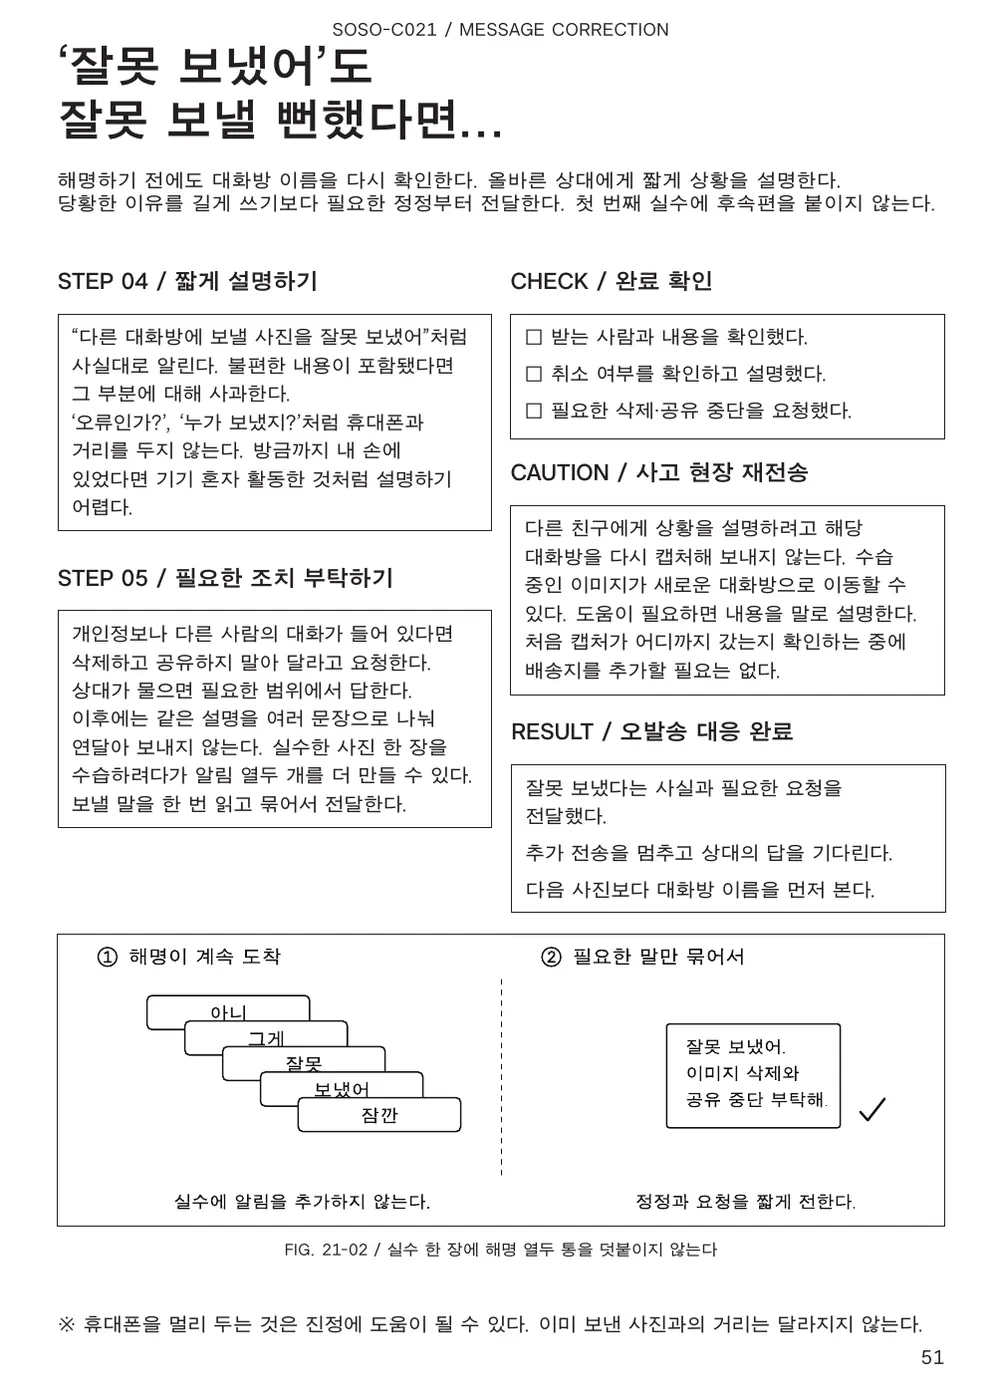 SOSO-C021 / MESSAGE CORRECTION
‘잘못 보냈어’도
잘못 보낼 뻔했다면...
해명하기 전에도 대화방 이름을 다시 확인한다. 올바른 상대에게 짧게 상황을 설명한다.
당황한 이유를 길게 쓰기보다 필요한 정정부터 전달한다. 첫 번째 실수에 후속편을 붙이지 않는다.
STEP 04 / 짧게 설명하기
“다른 대화방에 보낼 사진을 잘못 보냈어”처럼
사실대로 알린다. 불편한 내용이 포함됐다면
그 부분에 대해 사과한다.
‘오류인가?’, ‘누가 보냈지?’처럼 휴대폰과
거리를 두지 않는다. 방금까지 내 손에
있었다면 기기 혼자 활동한 것처럼 설명하기
어렵다.
STEP 05 / 필요한 조치 부탁하기
개인정보나 다른 사람의 대화가 들어 있다면
삭제하고 공유하지 말아 달라고 요청한다.
상대가 물으면 필요한 범위에서 답한다.
이후에는 같은 설명을 여러 문장으로 나눠
연달아 보내지 않는다. 실수한 사진 한 장을
수습하려다가 알림 열두 개를 더 만들 수 있다.
보낼 말을 한 번 읽고 묶어서 전달한다.
CHECK / 완료 확인
□ 받는 사람과 내용을 확인했다.
□ 취소 여부를 확인하고 설명했다.
□ 필요한 삭제·공유 중단을 요청했다.
CAUTION / 사고 현장 재전송
다른 친구에게 상황을 설명하려고 해당
대화방을 다시 캡처해 보내지 않는다. 수습
중인 이미지가 새로운 대화방으로 이동할 수
있다. 도움이 필요하면 내용을 말로 설명한다.
처음 캡처가 어디까지 갔는지 확인하는 중에
배송지를 추가할 필요는 없다.
RESULT / 오발송 대응 완료
잘못 보냈다는 사실과 필요한 요청을
전달했다.
추가 전송을 멈추고 상대의 답을 기다린다.
다음 사진보다 대화방 이름을 먼저 본다.
① 해명이 계속 도착
아니
그게
잘못
보냈어
잠깐
실수에 알림을 추가하지 않는다.
② 필요한 말만 묶어서
잘못 보냈어.
이미지 삭제와
공유 중단 부탁해.
정정과 요청을 짧게 전한다.
FIG. 21-02 / 실수 한 장에 해명 열두 통을 덧붙이지 않는다
※ 휴대폰을 멀리 두는 것은 진정에 도움이 될 수 있다. 이미 보낸 사진과의 거리는 달라지지 않는다.
51